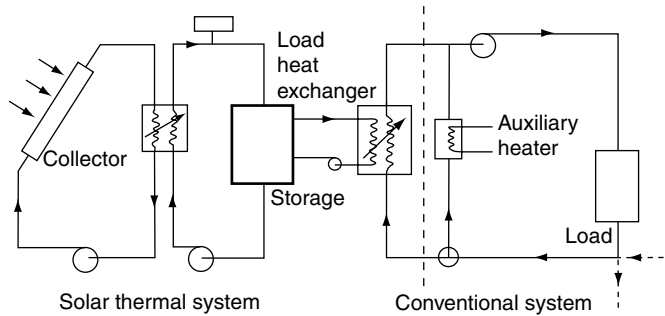 Load
heat
exchanger
Collector
Storage
Auxiliary
heater
Load
Solar thermal system
Conventional system